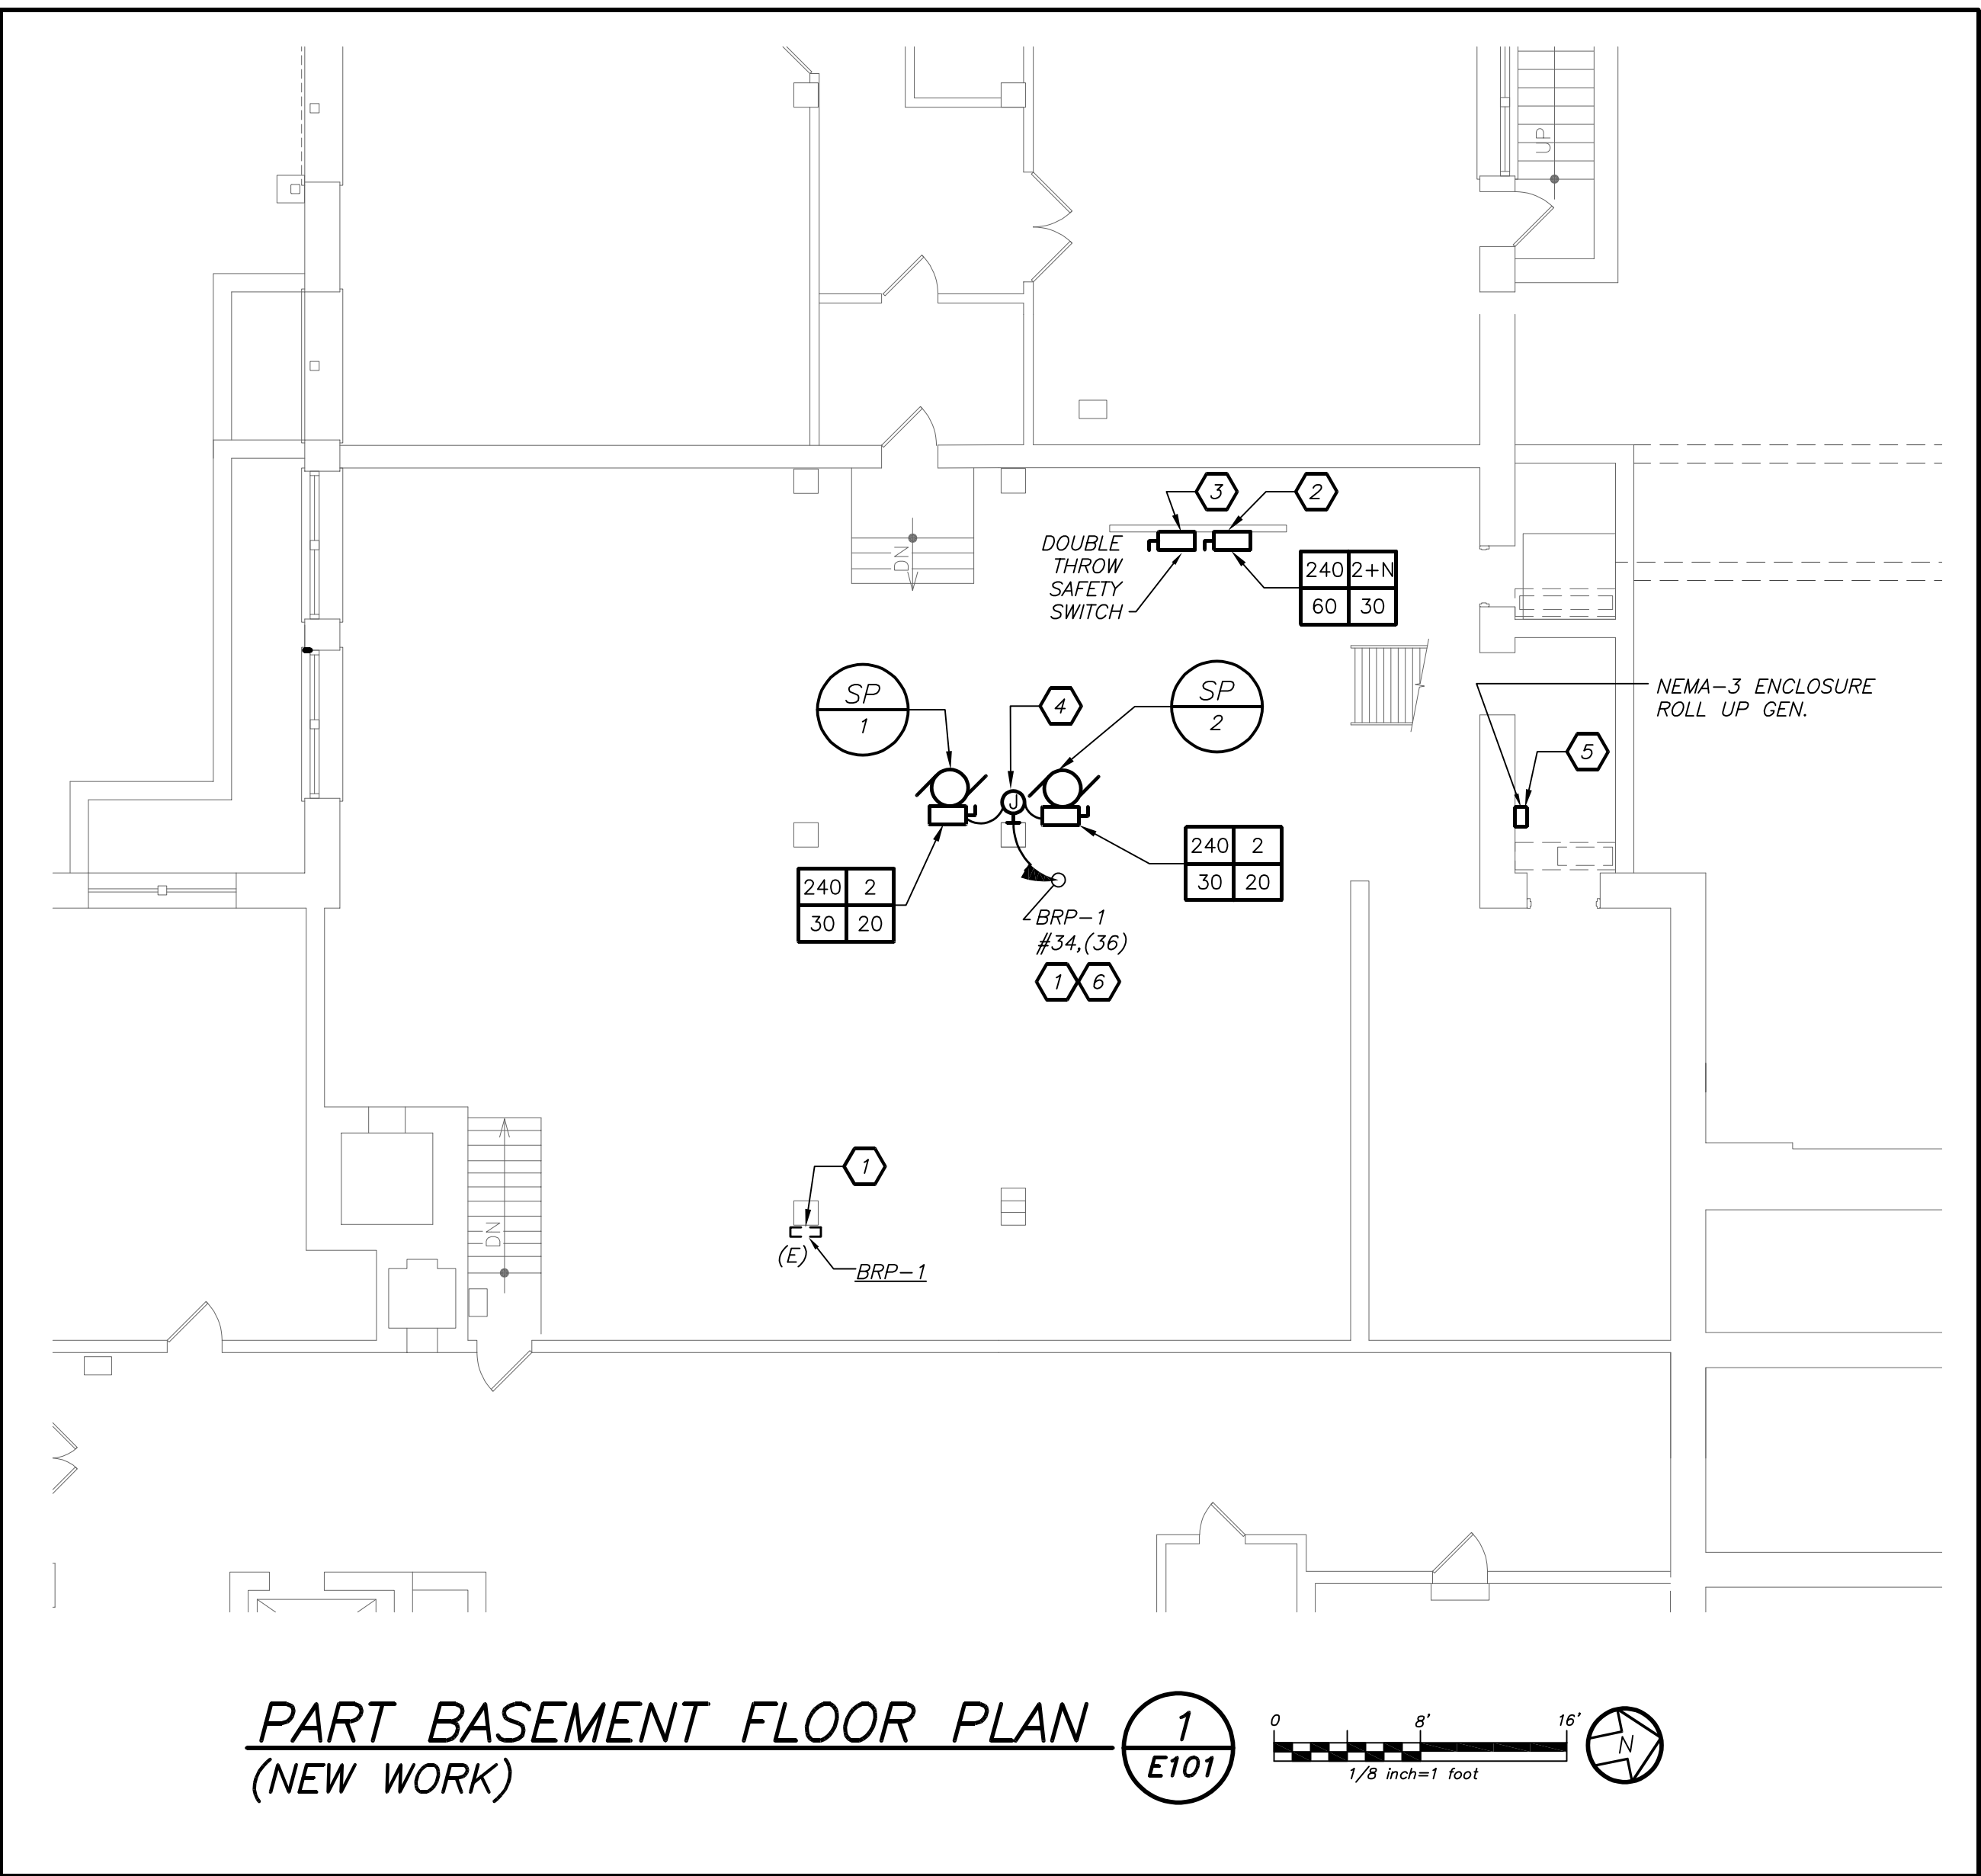 UP
3
2
DOUBLE
THROW
SAFETY
SWITCH
DN
240 2+N
60 30
SP
1
4
SP
2
NEMA-3 ENCLOSURE
ROLL UP GEN.
5
J
240 2
30 20
240 2
30 20
BRP-1
#34,(36)
1 6
1
DN
(E)
BRP-1
PART BASEMENT FLOOR PLAN
(NEW WORK)
1
E101
0 8' 16'
1/8 inch=1 foot
N